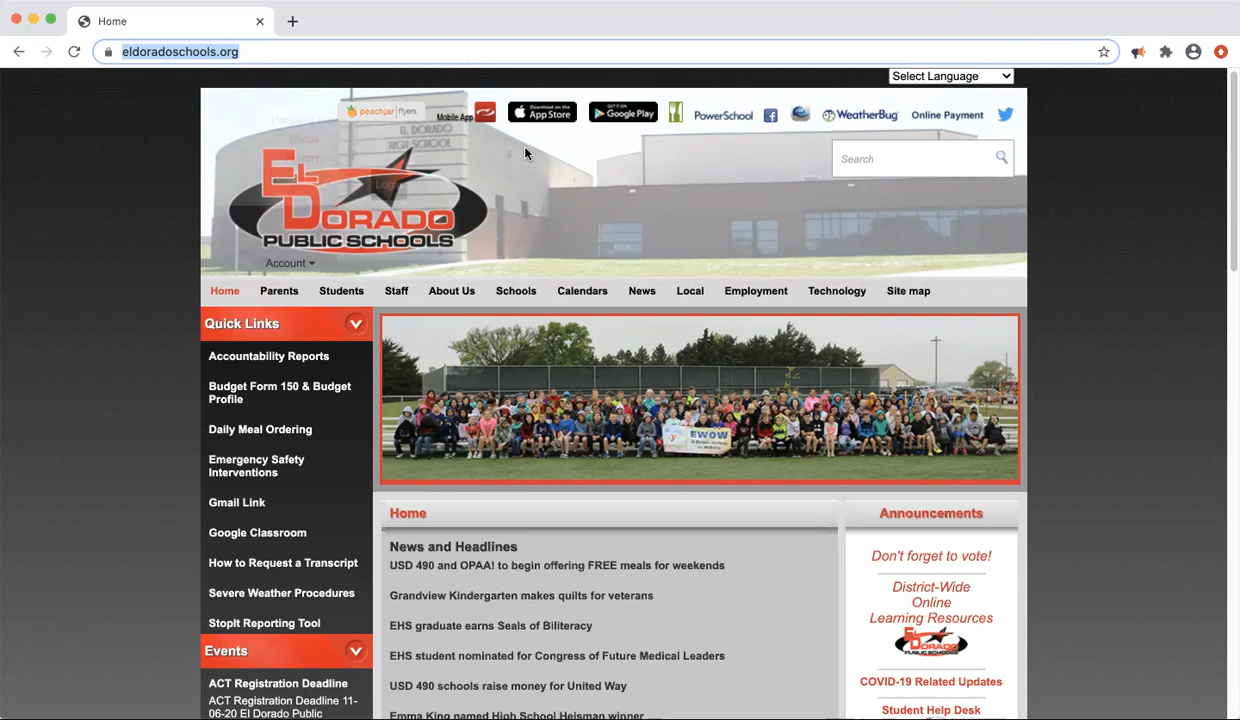 Home
eldoradoschools.org
Select Language
peachjar flyers
Mobile App
Download on the App Store
GET IT ON Google Play
PowerSchool
WeatherBug
Online Payment
EL DORADO
HIGH SCHOOL
Search
Login
EL DORADO
PUBLIC SCHOOLS
Account
Home Parents Students Staff About Us Schools Calendars News Local Employment Technology Site map
Quick Links
Accountability Reports
Budget Form 150 & Budget
Profile
Daily Meal Ordering
Emergency Safety
Interventions
Gmail Link
Google Classroom
How to Request a Transcript
Severe Weather Procedures
StopIt Reporting Tool
Events
ACT Registration Deadline
ACT Registration Deadline 11-
06-20 El Dorado Public
EWOW
Home
News and Headlines
USD 490 and OPAA! to begin offering FREE meals for weekends
Grandview Kindergarten makes quilts for veterans
EHS graduate earns Seals of Biliteracy
EHS student nominated for Congress of Future Medical Leaders
USD 490 schools raise money for United Way
Emma King named High School Heisman winner
Announcements
Don't forget to vote!
District-Wide
Online
Learning Resources
EL DORADO
PUBLIC SCHOOLS
COVID-19 Related Updates
Student Help Desk